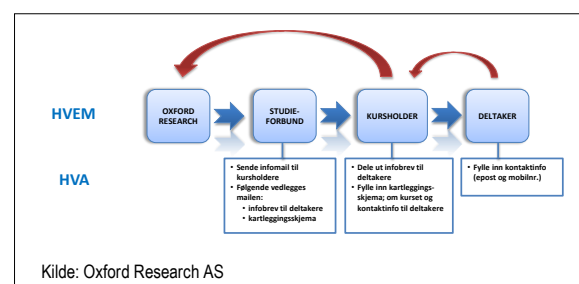 HVEM
OXFORD
RESEARCH
STUDIE-
FORBUND
KURSHOLDER
DELTAKER
HVA
• Sende infomail til
kursholdere
• Følgende vedlegges
mailen:
• infobrev til deltakere
• kartleggingsskjema
• Dele ut infobrev til
deltakere
• Fylle inn kartleggings-
skjema; om kurset og
kontaktinfo til deltakere
• Fylle inn kontaktinfo
(epost og mobilnr.)
Kilde: Oxford Research AS